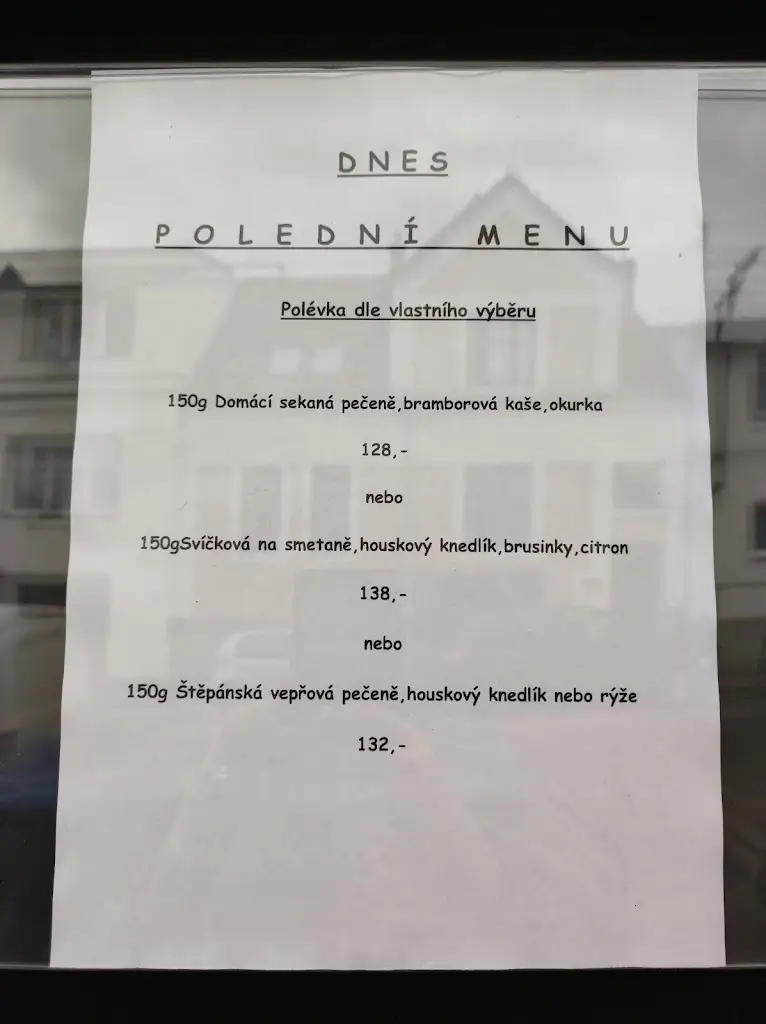 DNES
POLEDNÍ MENU
Polévka dle vlastního výběru
150g Domácí sekaná pečeně,bramborová kaše,okurka
128,-
nebo
150gSvíčková na smetaně,houskový knedlík,brusinky,citron
138,-
nebo
150g Štěpánská vepřová pečeně,houskový knedlík nebo rýže
132,-